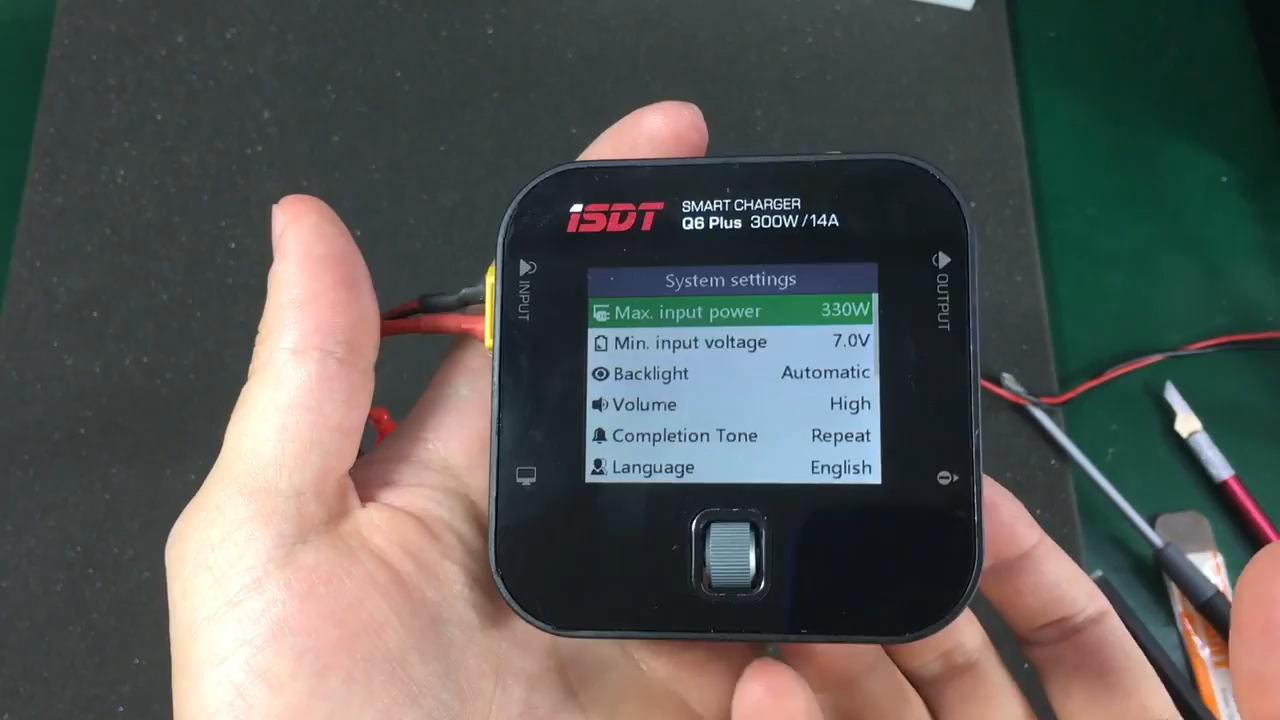 iSDT
SMART CHARGER
Q6 Plus 300W/14A
INPUT
OUTPUT
System settings
Max. input power 330W
Min. input voltage 7.0V
Backlight Automatic
Volume High
Completion Tone Repeat
Language English